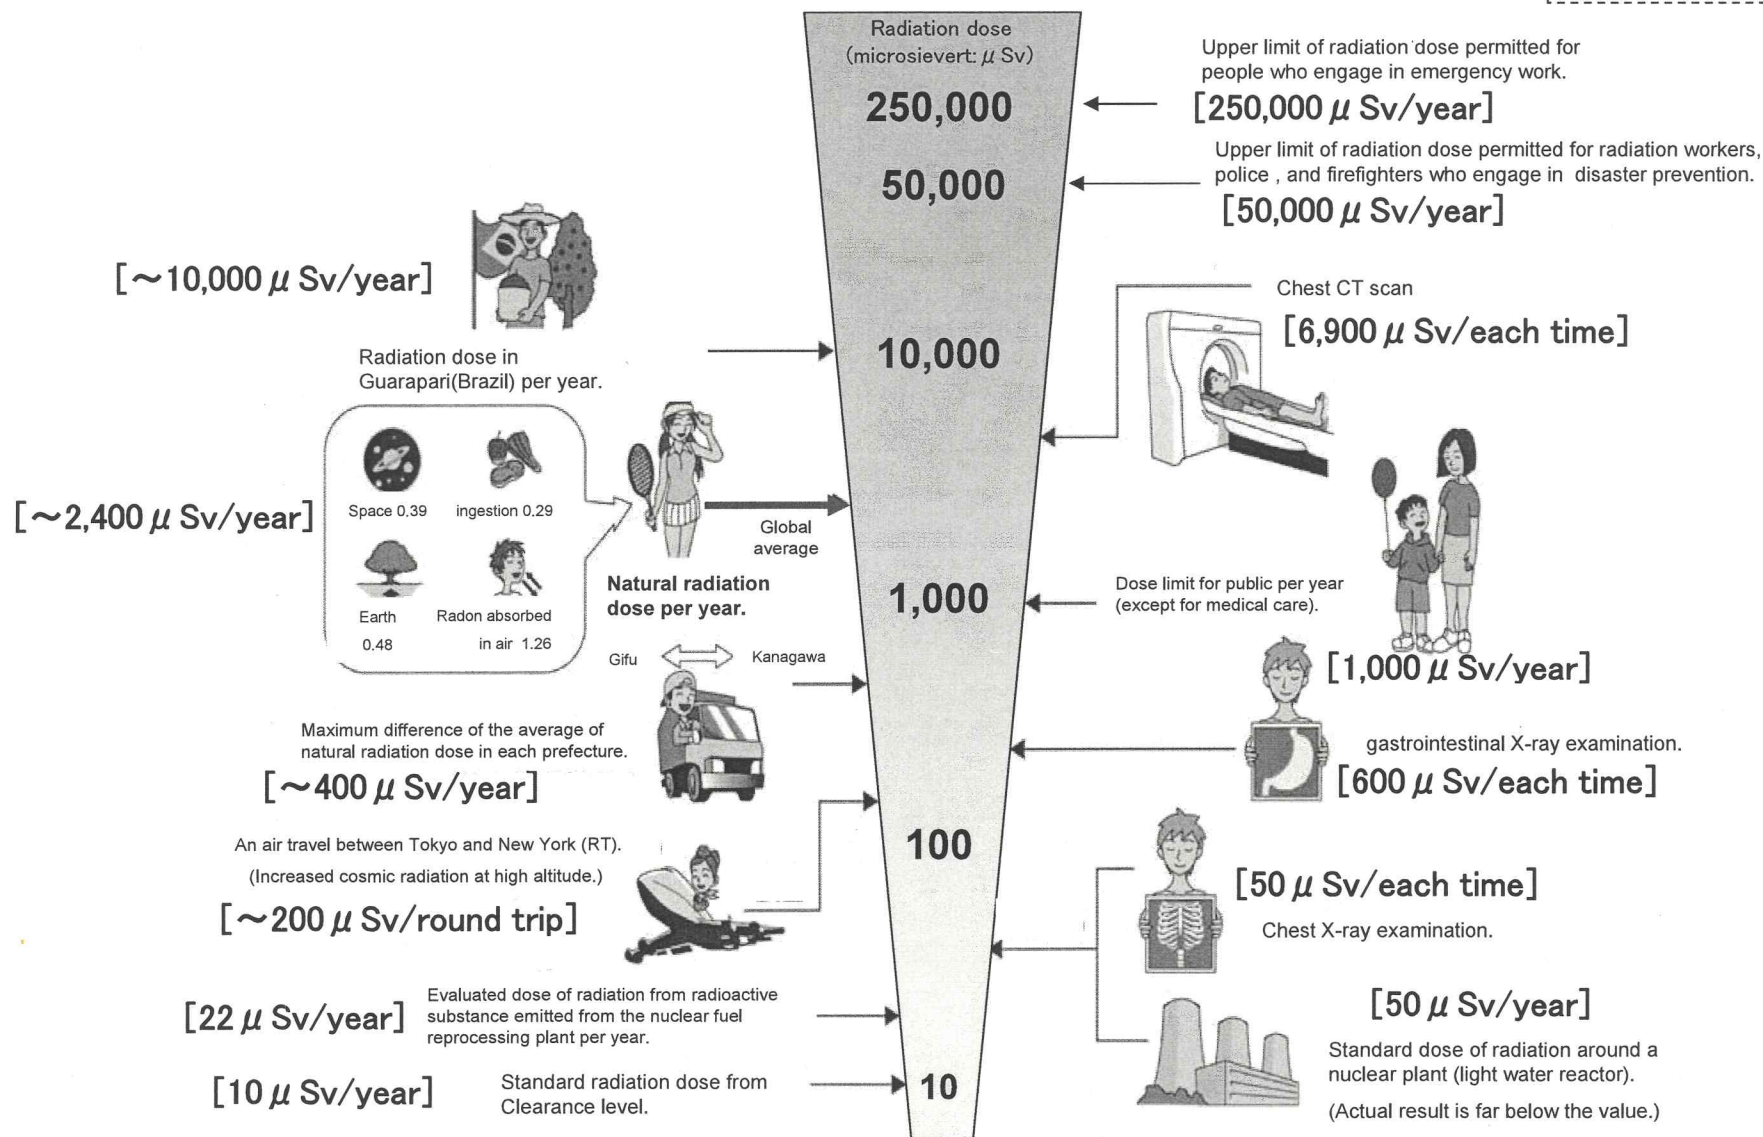 Radiation dose
(microsievert: μ Sv)
250,000
50,000
10,000
1,000
100
10
Upper limit of radiation dose permitted for
people who engage in emergency work.
[250,000 μ Sv/year]
Upper limit of radiation dose permitted for radiation workers,
police , and firefighters who engage in disaster prevention.
[50,000 μ Sv/year]
[~10,000 μ Sv/year]
Radiation dose in
Guarapari(Brazil) per year.
Chest CT scan
[6,900 μ Sv/each time]
[~2,400 μ Sv/year]
Space 0.39
ingestion 0.29
Earth
0.48
Radon absorbed
in air 1.26
Global
average
Natural radiation
dose per year.
Dose limit for public per year
(except for medical care).
[1,000 μ Sv/year]
Gifu
Kanagawa
Maximum difference of the average of
natural radiation dose in each prefecture.
[~400 μ Sv/year]
gastrointestinal X-ray examination.
[600 μ Sv/each time]
An air travel between Tokyo and New York (RT).
(Increased cosmic radiation at high altitude.)
[~200 μ Sv/round trip]
[50 μ Sv/each time]
Chest X-ray examination.
[22 μ Sv/year]
Evaluated dose of radiation from radioactive
substance emitted from the nuclear fuel
reprocessing plant per year.
[50 μ Sv/year]
Standard dose of radiation around a
nuclear plant (light water reactor).
(Actual result is far below the value.)
[10 μ Sv/year]
Standard radiation dose from
Clearance level.